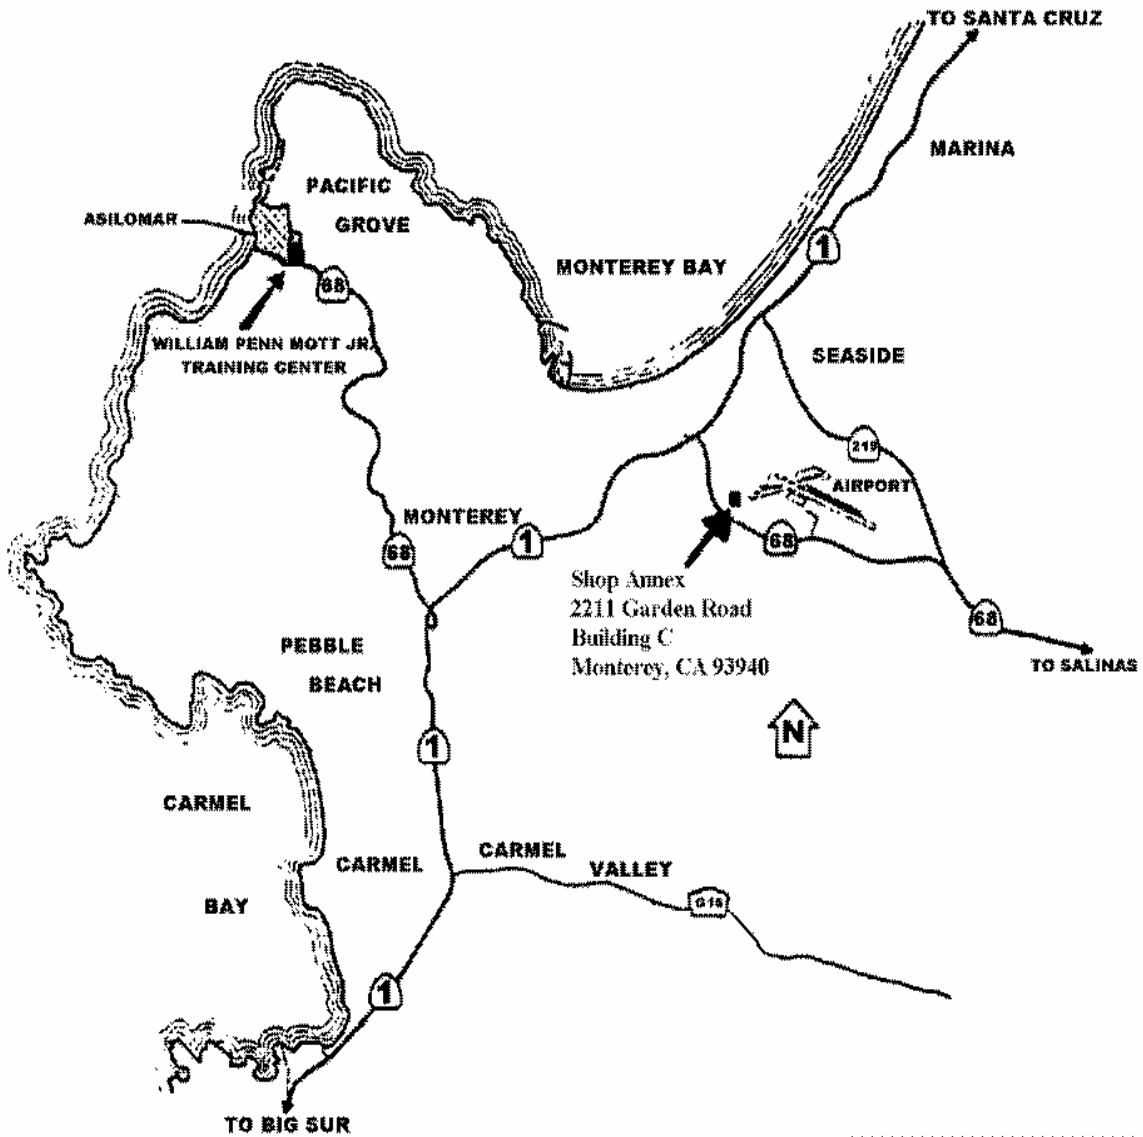 TO SANTA CRUZ
MARINA
PACIFIC
GROVE
ASILOMAR
1
MONTEREY BAY
68
WILLIAM PENN MOTT JR.
TRAINING CENTER
SEASIDE
219
AIRPORT
MONTEREY
1
68
68
Shop Annex
2211 Garden Road
Building C
Monterey, CA 93940
68
TO SALINAS
PEBBLE
BEACH
N
1
CARMEL
BAY
CARMEL
CARMEL
VALLEY
G16
1
TO BIG SUR